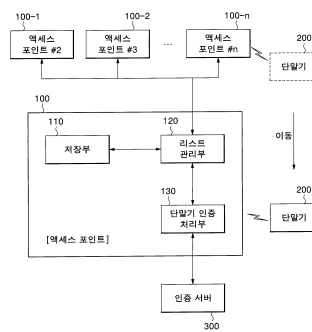 100-1
100-2
100-n
액세스
포인트 #2
액세스
포인트 #3
...
액세스
포인트 #n
200
단말기
100
110
저장부
120
리스트
관리부
이동
130
단말기 인증
처리부
200
단말기
[액세스 포인트]
인증 서버
300